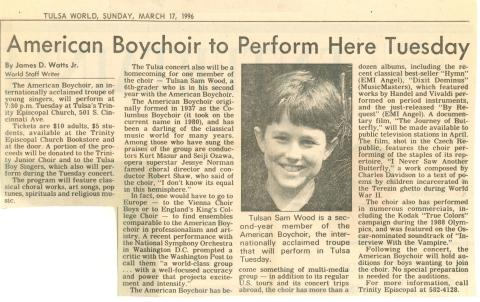 TULSA WORLD, SUNDAY, MARCH 17, 1996
American Boychoir to Perform Here Tuesday
By James D. Watts Jr.
World Staff Writer
The American Boychoir, an in-
ternationally acclaimed troupe of
young singers, will perform at
7:30 p.m. Tuesday at Tulsa's Trin-
ity Episcopal Church, 501 S. Cin-
cinnati Ave.
Tickets are $10 adults, $5 stu-
dents, available at the Trinity
Episcopal Church Bookstore and
at the door. A portion of the pro-
ceeds will be donated to the Trini-
ty Junior Choir and to the Tulsa
Boy Singers, which also will per-
form during the Tuesday concert.
The program will feature clas-
sical choral works, art songs, pop
tunes, spirituals and religious mu-
sic.
The Tulsa concert also will be a
homecoming for one member of
the choir — Tulsan Sam Wood, a
6th-grader who is in his second
year with the American Boychoir.
The American Boychoir origi-
nally formed in 1937 as the Co-
lumbus Boychoir (it took on the
current name in 1980), and has
been a darling of the classical
music world for many years.
Among those who have sung the
praises of the group are conduc-
tors Kurt Masur and Seiji Ozawa,
opera superstar Jessye Norman
famed choral director and con-
ductor Robert Shaw, who said of
the choir, "I don't know its equal
in this hemisphere."
In fact, one would have to go to
Europe — to the Vienna Choir
Boys or to England's King's Col-
lege Choir — to find ensembles
comparable to the American Boy-
choir in professionalism and art-
istry. A recent performance with
the National Symphony Orchestra
in Washington D.C. prompted a
critic with the Washington Post to
call them "a world-class group
. . . with a well-focused accuracy
and power that projects excite-
ment and intensity."
The American Boychoir has be-
Tulsan Sam Wood is a sec-
ond-year member of the
American Boychoir, the inter-
nationally acclaimed troupe
that will perform in Tulsa
Tuesday.
come something of multi-media
group — in addition to its regular
U.S. tours and its concert trips
abroad, the choir has more than a
dozen albums, including the re-
cent classical best-seller "Hymn"
(EMI Angel), "Dixit Dominus"
(MusicMasters), which featured
works by Handel and Vivaldi per-
formed on period instruments,
and the just-released "By Re-
quest" (EMI Angel). A documen-
tary film, "The Journey of But-
terfly," will be made available to
public television stations in April.
The film, shot in the Czech Re-
public, features the choir per-
forming of the staples of its rep-
ertoire, "I Never Saw Another
Butterfly," a work composed by
Charles Davidson to a text of po-
ems by children incarcerated in
the Terezin ghetto during World
War II.
The choir also has performed
in numerous commercials, in-
cluding the Kodak "True Colors"
campaign during the 1988 Olym-
pics, and was featured on the Os-
car-nominated soundtrack of "In-
terview With the Vampire."
Following the concert, the
American Boychoir will hold au-
ditions for boys wanting to join
the choir. No special preparation
is needed for the auditions.
For more information, call
Trinity Episcopal at 582-4128.